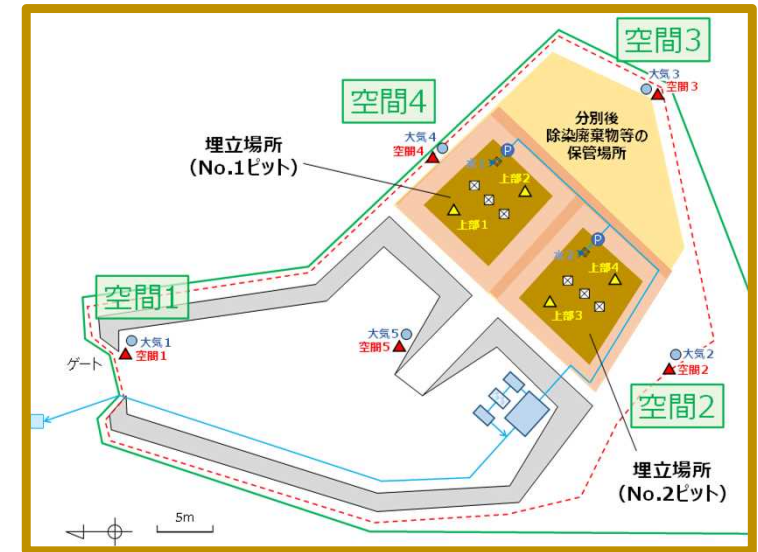 空間3
大気3
空間3
空間4
大気4
空間4
分別後
除染廃棄物等の
保管場所
埋立場所
(No.1ピット)
P
上部2
上部1
P
上部4
上部3
空間1
大気1
空間1
ゲート
大気5
空間5
大気2
空間2
空間2
埋立場所
(No.2ピット)
5m